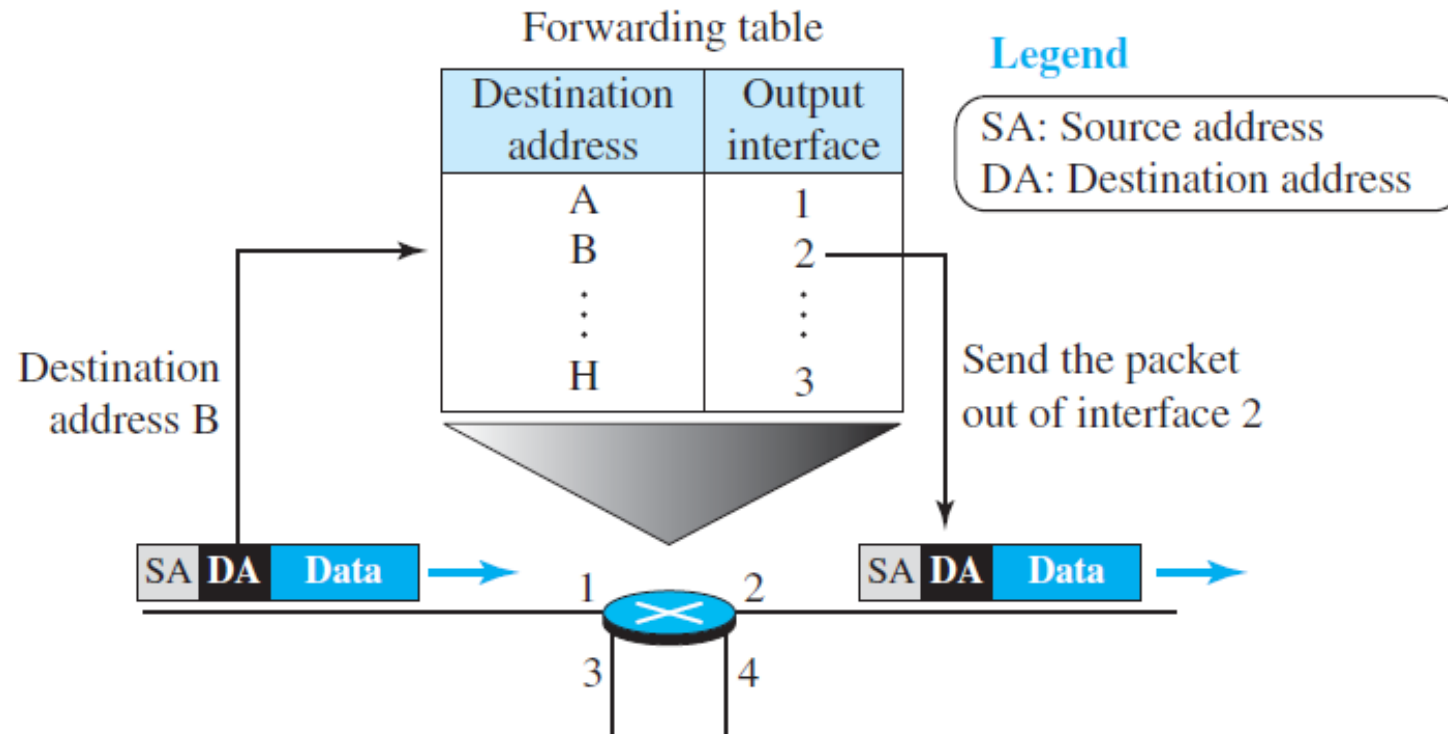 Forwarding table
Legend
Destination address
Output interface
SA: Source address
DA: Destination address
A 1
B 2
H 3
Destination
address B
Send the packet
out of interface 2
SA DA Data
SA DA Data
1 2
3 4